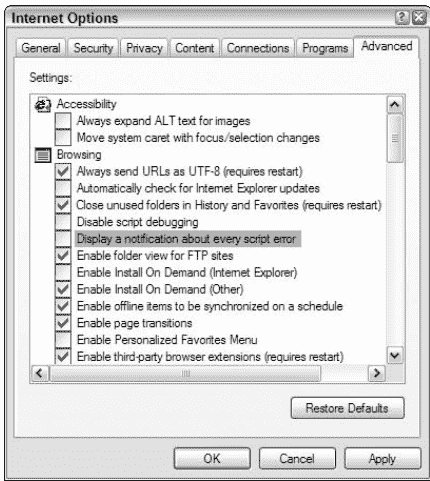 Internet Options
General Security Privacy Content Connections Programs Advanced
Settings:
Accessibility
Always expand ALT text for images
Move system caret with focus/selection changes
Browsing
Always send URLs as UTF-8 (requires restart)
Automatically check for Internet Explorer updates
Close unused folders in History and Favorites (requires restart)
Disable script debugging
Display a notification about every script error
Enable folder view for FTP sites
Enable Install On Demand (Internet Explorer)
Enable Install On Demand (Other)
Enable offline items to be synchronized on a schedule
Enable page transitions
Enable Personalized Favorites Menu
Enable third-party browser extensions (requires restart)
Restore Defaults
OK Cancel Apply